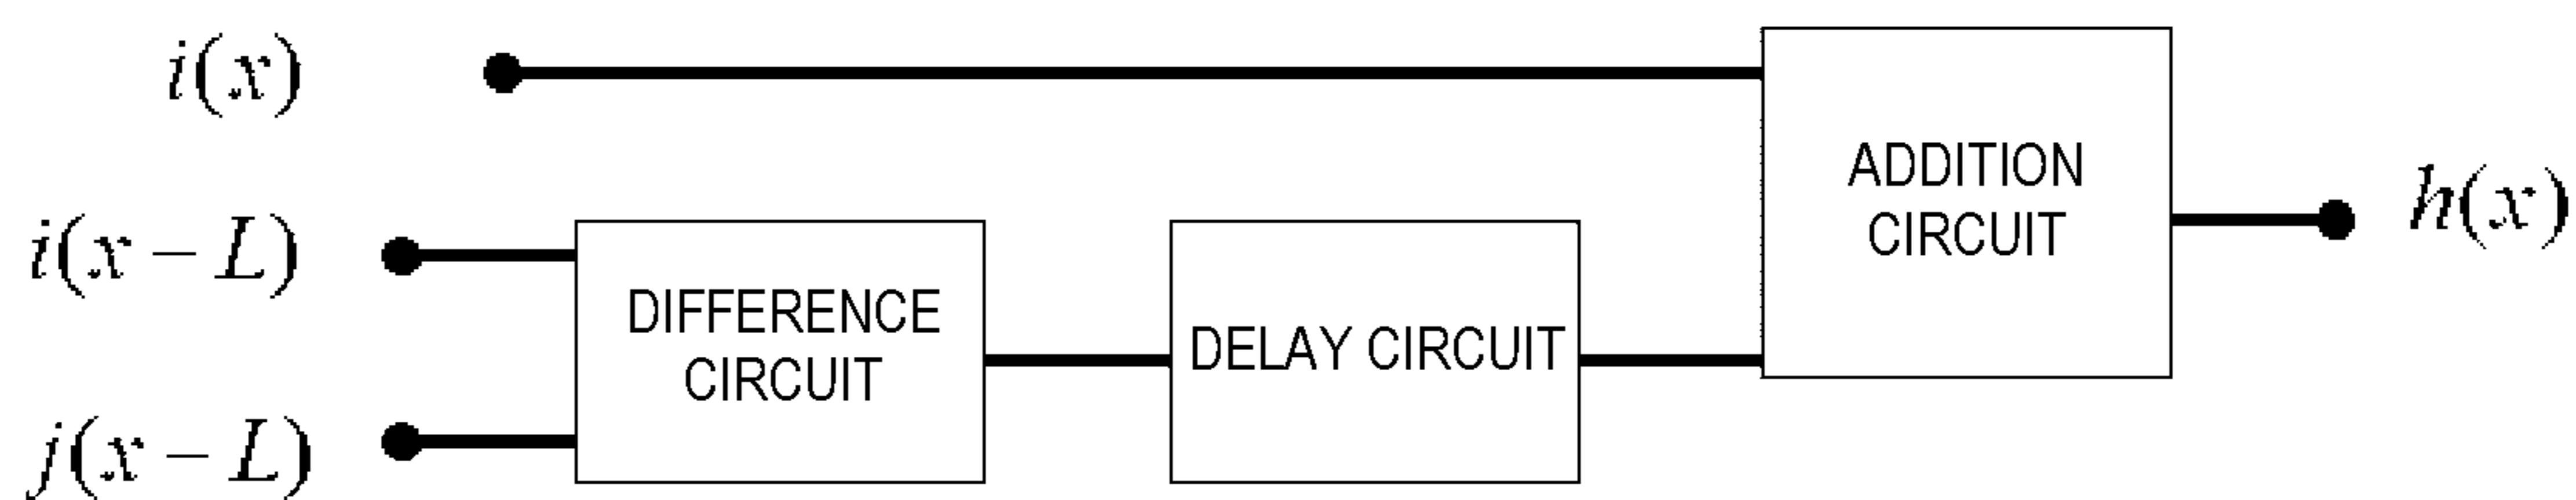 i(x)
ADDITION
CIRCUIT
h(x)
i(x − L)
DIFFERENCE
CIRCUIT
DELAY CIRCUIT
j(x − L)